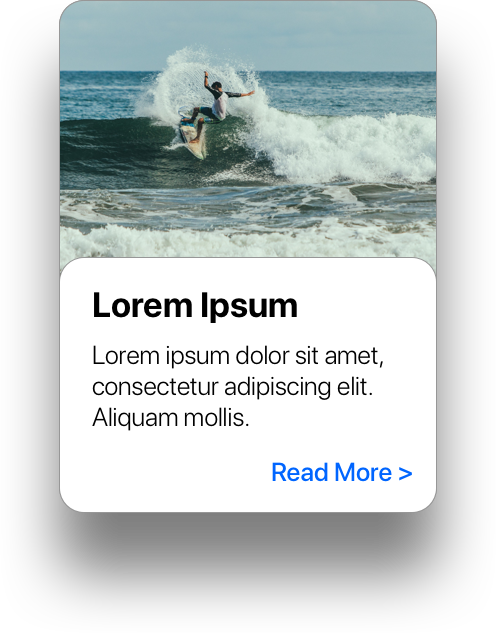 Lorem Ipsum
Lorem ipsum dolor sit amet,
consectetur adipiscing elit.
Aliquam mollis.
Read More >